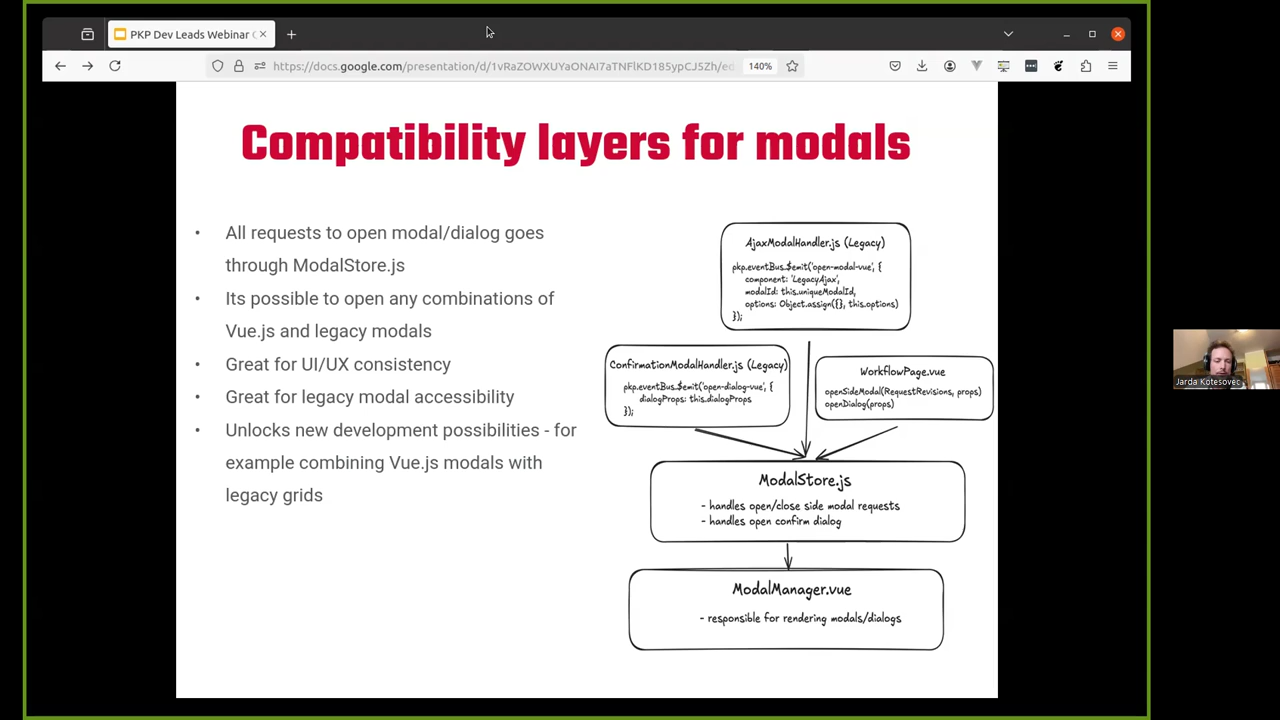 PKP Dev Leads Webinar
https://docs.google.com/presentation/d/1vRaZOWXUYaONAI7aTNFlKD185ypCJ5Zh/ed
140%
Compatibility layers for modals
• All requests to open modal/dialog goes
through ModalStore.js
• Its possible to open any combinations of
Vue.js and legacy modals
• Great for UI/UX consistency
• Great for legacy modal accessibility
• Unlocks new development possibilities - for
example combining Vue.js modals with
legacy grids
AjaxModalHandler.js (Legacy)
pkp.eventBus.$emit('open-modal-vue', {
component: 'LegacyAjax',
modalId: this.uniqueModalId,
options: Object.assign({}, this.options)
});
ConfirmationModalHandler.js (Legacy)
pkp.eventBus.$emit('open-dialog-vue', {
dialogProps: this.dialogProps
});
WorkflowPage.vue
openSideModal(RequestRevisions, props)
openDialog(props)
ModalStore.js
- handles open/close side modal requests
- handles open confirm dialog
ModalManager.vue
- responsible for rendering modals/dialogs
Jarda Kotesovec